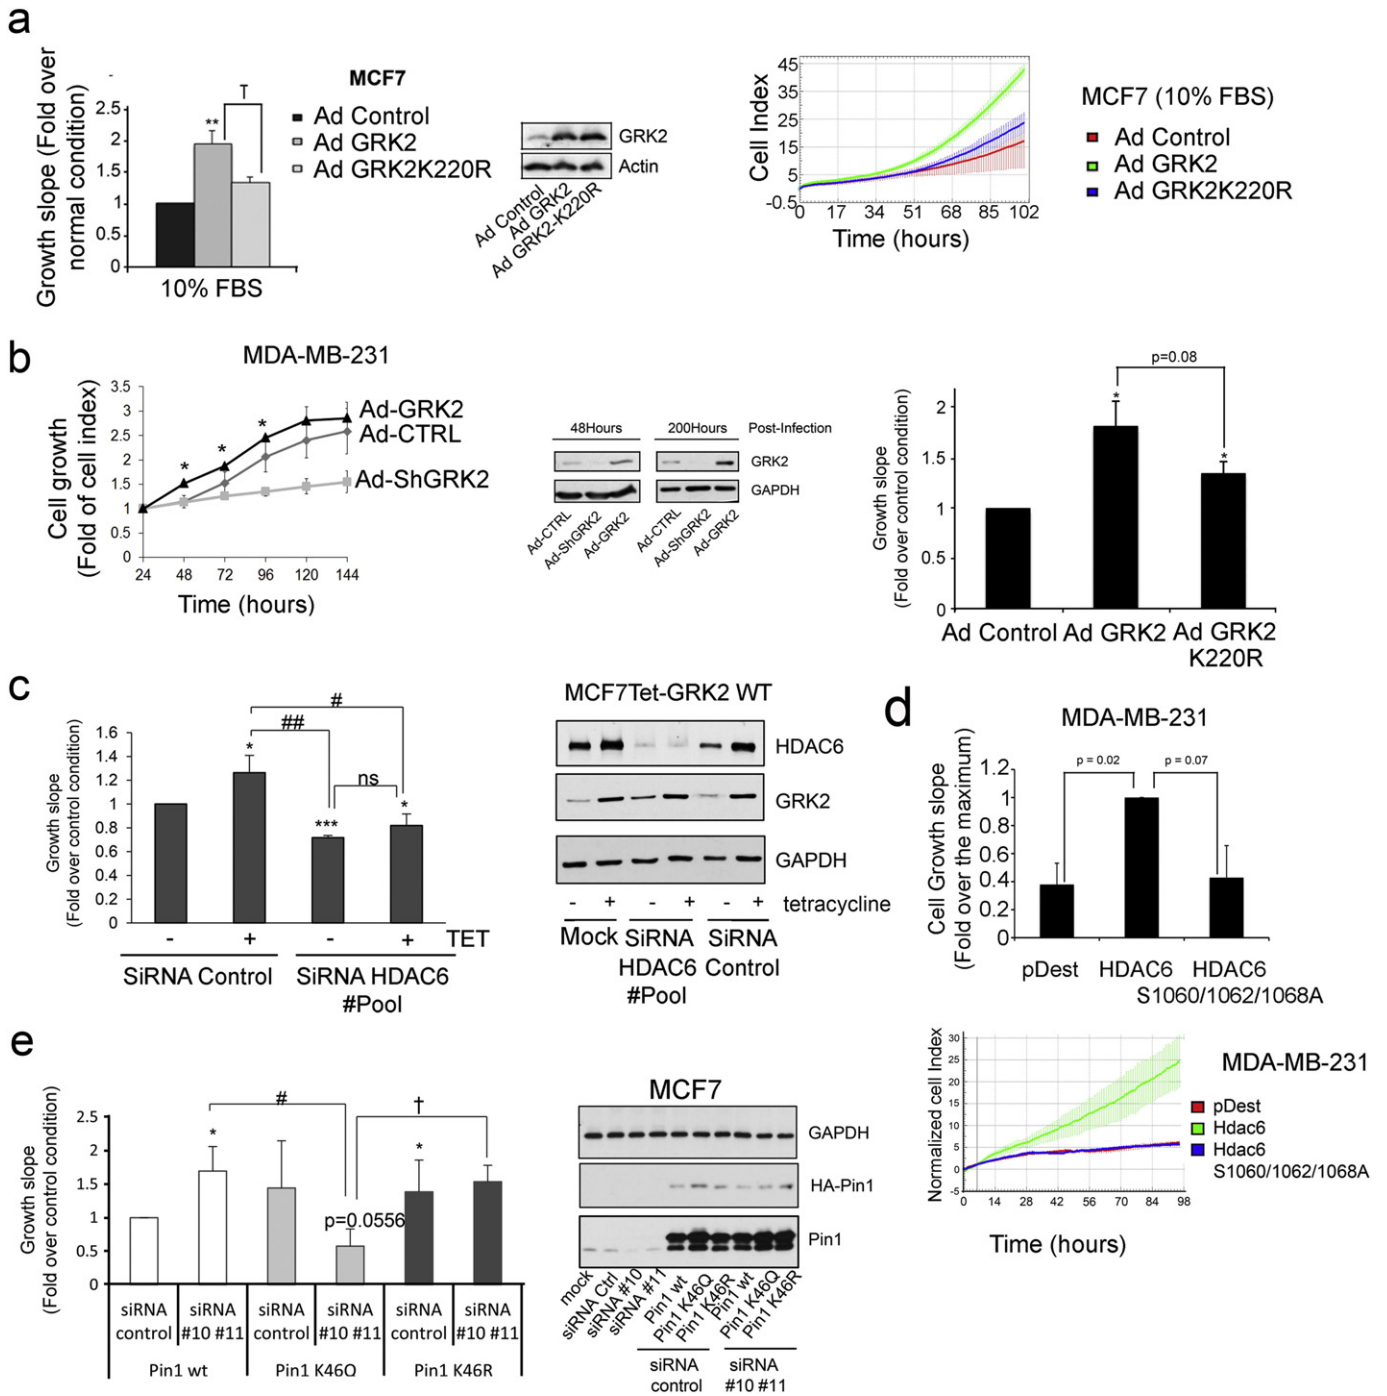 a
Growth slope (Fold over
normal condition)
2.5
2
1.5
1
0.5
0
**
T
10% FBS
MCF7
Ad Control
Ad GRK2
Ad GRK2K220R
GRK2
Actin
Ad Control
Ad GRK2
Ad GRK2-K220R
Cell Index
45
35
25
15
5
-0.5
0 17 34 51 68 85 102
Time (hours)
MCF7 (10% FBS)
Ad Control
Ad GRK2
Ad GRK2K220R
b
MDA-MB-231
Cell growth
(Fold of cell index)
3.5
3
2.5
2
1.5
1
0.5
0
* * *
24 48 72 96 120 144
Time (hours)
Ad-GRK2
Ad-CTRL
Ad-ShGRK2
48Hours 200Hours Post-Infection
GRK2
GAPDH
Ad-CTRL
Ad-ShGRK2
Ad-GRK2
Ad-CTRL
Ad-ShGRK2
Ad-GRK2
Growth slope
(Fold over control condition)
2
1.5
1
0.5
0
p=0.08
*
*
Ad Control Ad GRK2 Ad GRK2
K220R
c
Growth slope
(Fold over control condition)
1.6
1.4
1.2
1
0.8
0.6
0.4
0.2
0
#
##
*
ns
***
*
- + - + TET
SiRNA Control SiRNA HDAC6
#Pool
MCF7Tet-GRK2 WT
HDAC6
GRK2
GAPDH
- + - + - + tetracycline
Mock SiRNA SiRNA
HDAC6 Control
#Pool
d
MDA-MB-231
Cell Growth slope
(Fold over the maximum)
1.2
1
0.8
0.6
0.4
0.2
0
p = 0.02 p = 0.07
pDest HDAC6 HDAC6
S1060/1062/1068A
Normalized cell Index
30
25
20
15
10
5
0
-5
0 14 28 42 56 70 84 98
Time (hours)
MDA-MB-231
pDest
Hdac6
Hdac6
S1060/1062/1068A
e
Growth slope
(Fold over control condition)
2.5
2
1.5
1
0.5
0
#
†
*
*
p=0.0556
siRNA siRNA siRNA siRNA siRNA siRNA
control #10 #11 control #10 #11 control #10 #11
Pin1 wt Pin1 K46Q Pin1 K46R
MCF7
GAPDH
HA-Pin1
Pin1
mock
siRNA Ctrl
siRNA #10
siRNA #11
Pin1 wt
Pin1 K46Q
Pin1 K46R
Pin1 wt
Pin1 K46Q
Pin1 K46R
siRNA siRNA
control #10 #11